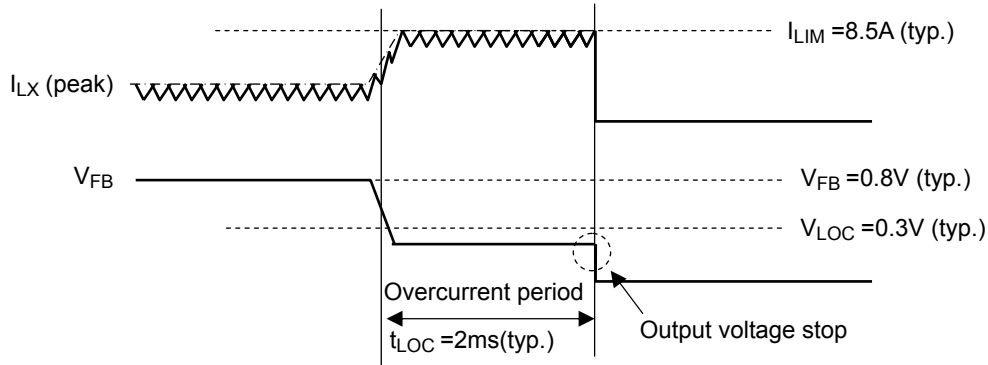 I_LIM =8.5A (typ.)
I_LX (peak)
V_FB
V_FB =0.8V (typ.)
V_LOC =0.3V (typ.)
Overcurrent period
t_LOC =2ms(typ.)
Output voltage stop